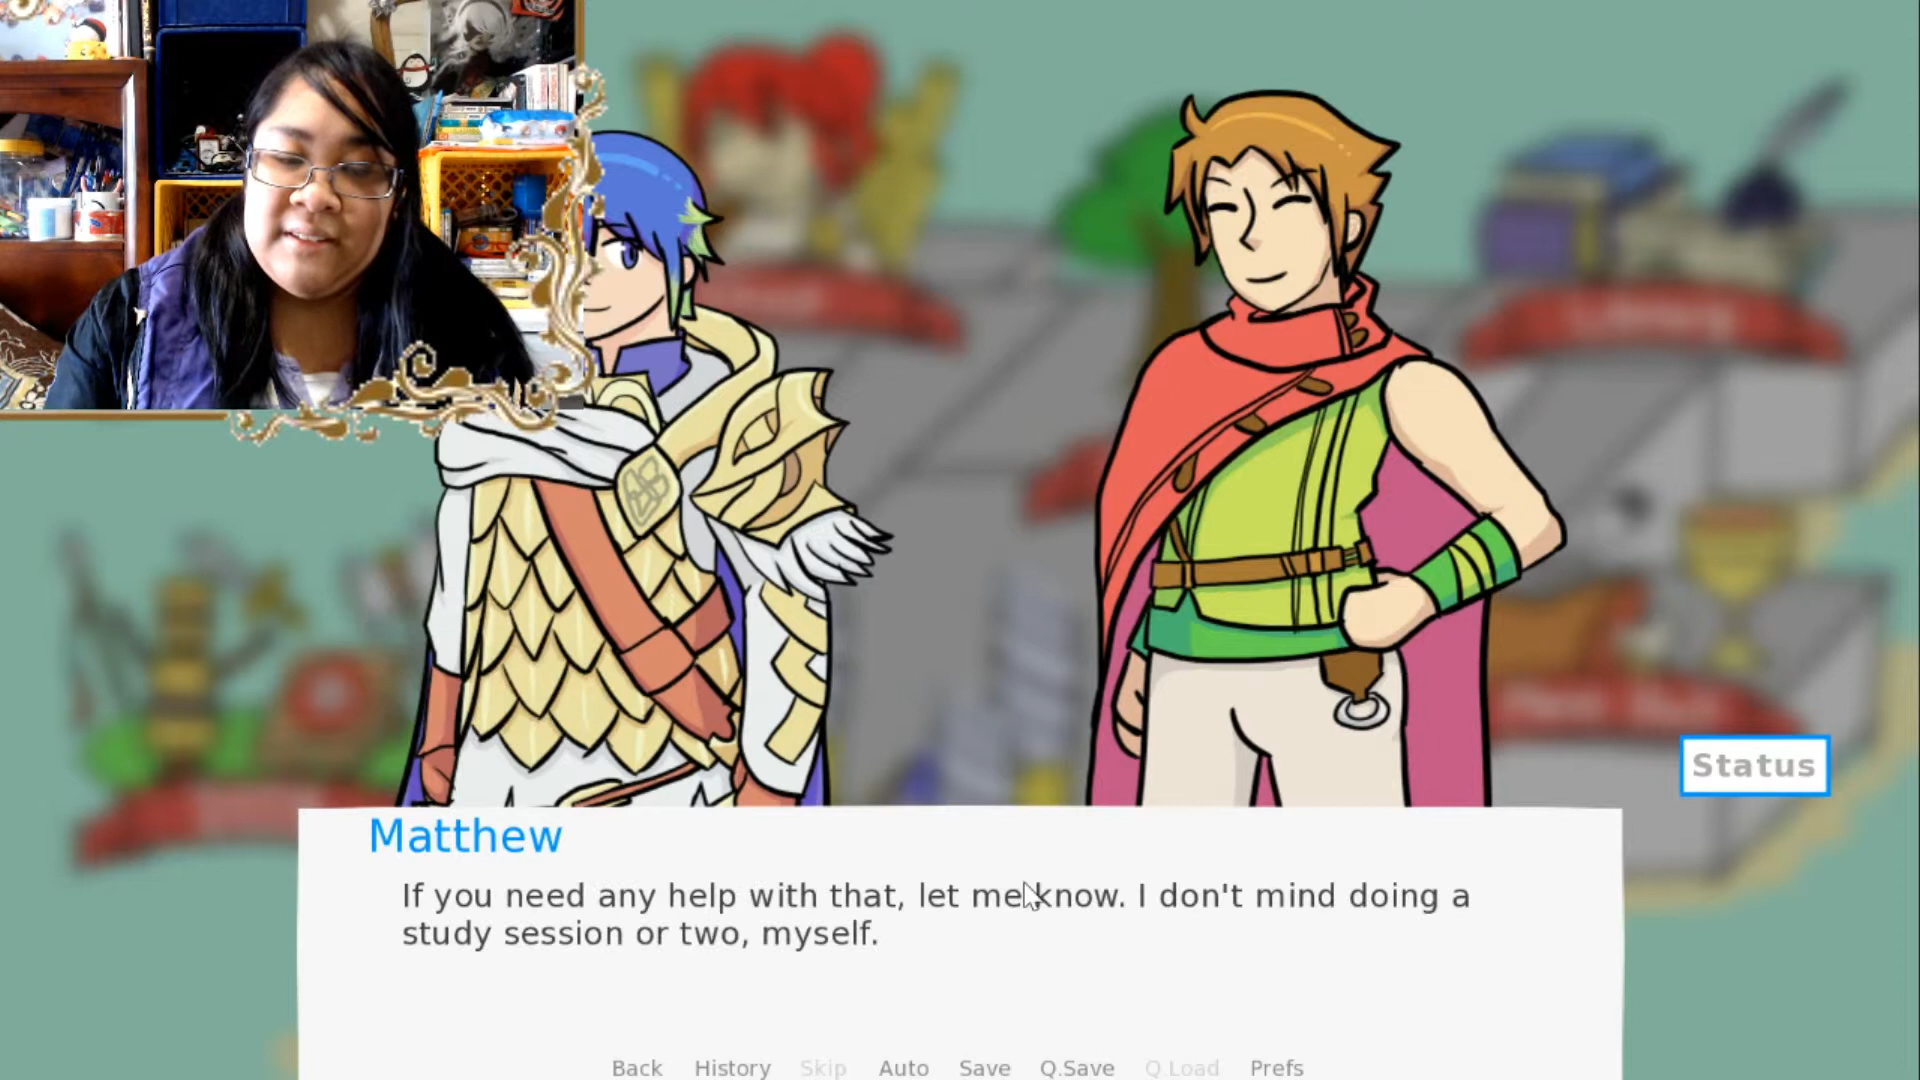 Status
Matthew
If you need any help with that, let me know. I don't mind doing a
study session or two, myself.
Back History Skip Auto Save Q.Save Q.Load Prefs